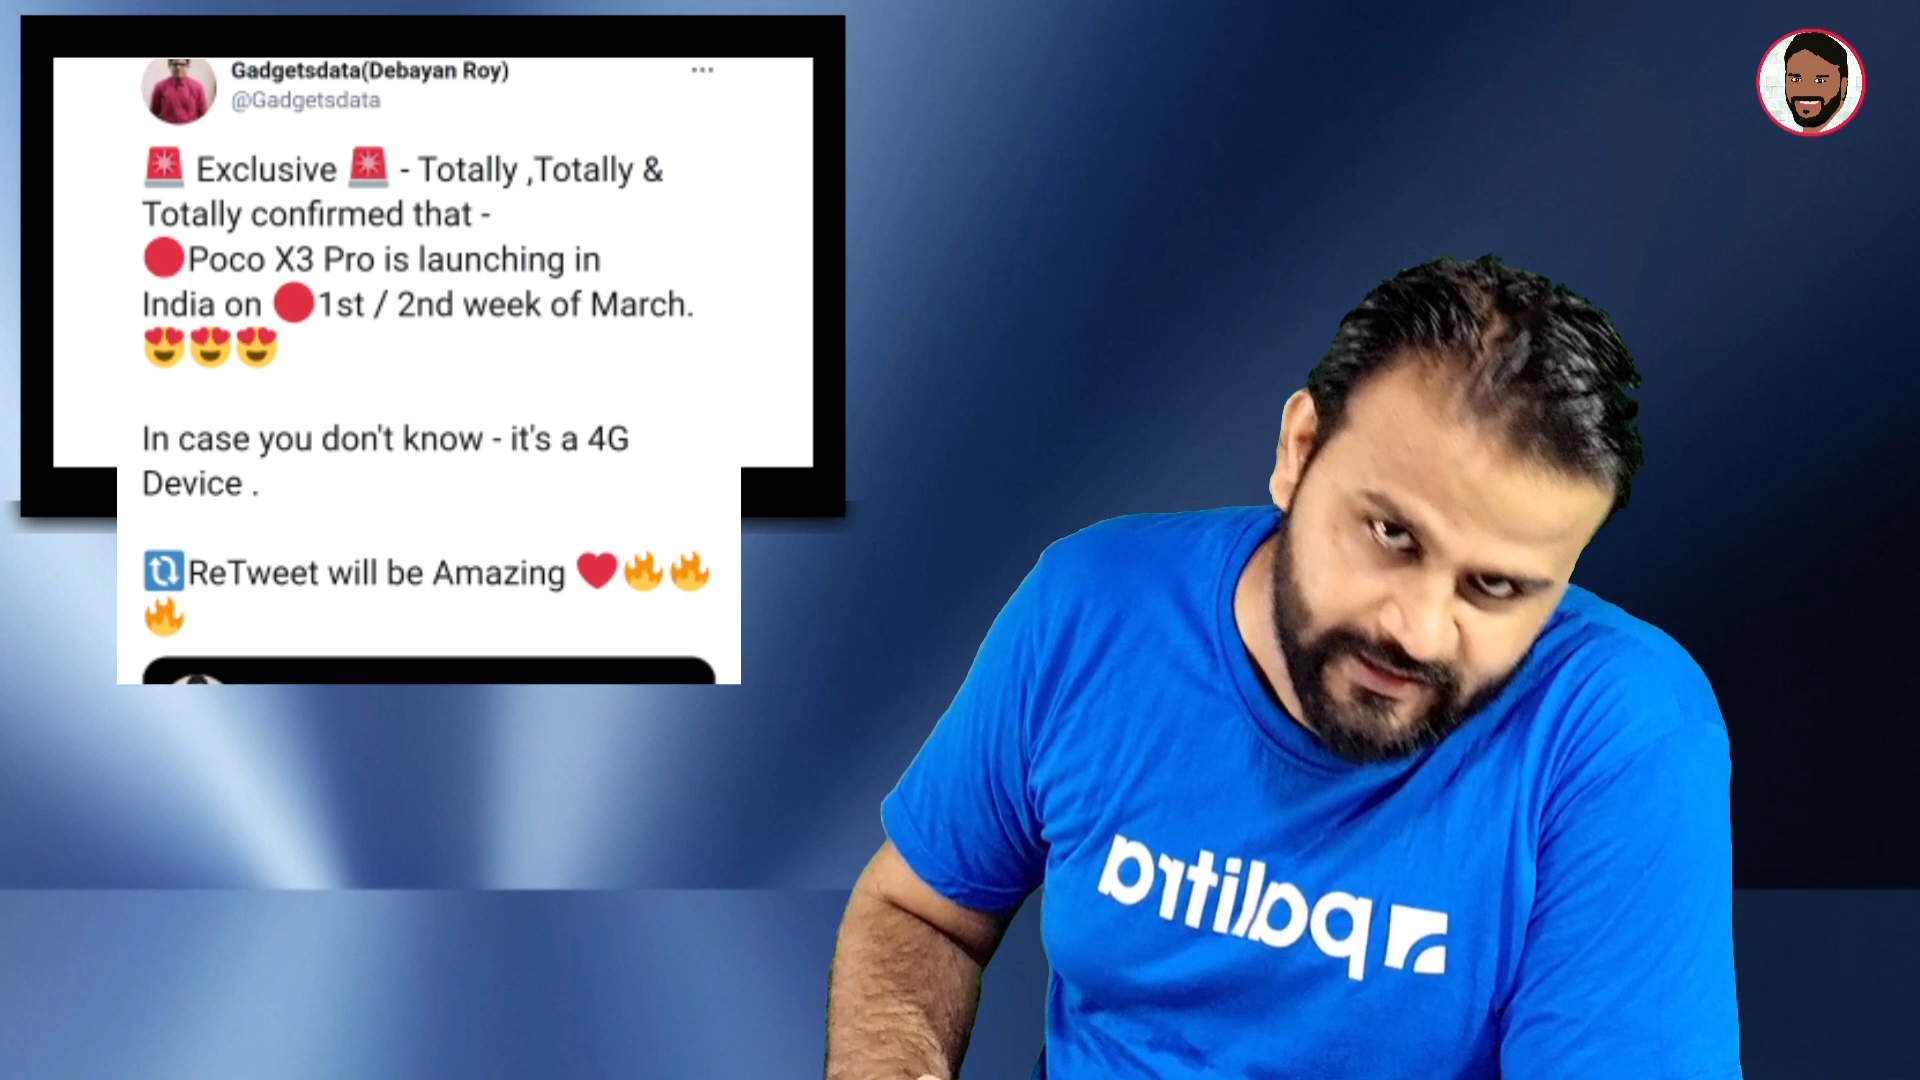 Gadgetsdata(Debayan Roy)
@Gadgetsdata
🚨 Exclusive 🚨 - Totally ,Totally &
Totally confirmed that -
🔴Poco X3 Pro is launching in
India on 🔴1st / 2nd week of March.
😍😍😍
In case you don't know - it's a 4G
Device .
🔃ReTweet will be Amazing ❤🔥🔥
🔥
palitra